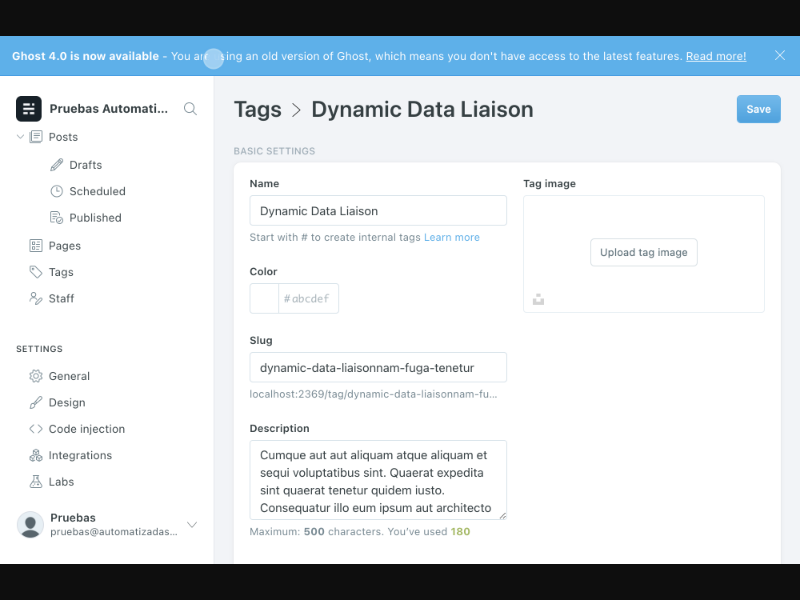 Ghost 4.0 is now available - You are using an old version of Ghost, which means you don't have access to the latest features. Read more!
Pruebas Automati...
Posts
Drafts
Scheduled
Published
Pages
Tags
Staff
SETTINGS
General
Design
Code injection
Integrations
Labs
Pruebas
pruebas@automatizadas...
Tags > Dynamic Data Liaison
Save
BASIC SETTINGS
Name
Dynamic Data Liaison
Start with # to create internal tags Learn more
Color
#abcdef
Slug
dynamic-data-liaisonnam-fuga-tenetur
localhost:2369/tag/dynamic-data-liaisonnam-fu...
Description
Cumque aut aut aliquam atque aliquam et
sequi voluptatibus sint. Quaerat expedita
sint quaerat tenetur quidem iusto.
Consequatur illo eum ipsum aut architecto
Maximum: 500 characters. You've used 180
Tag image
Upload tag image